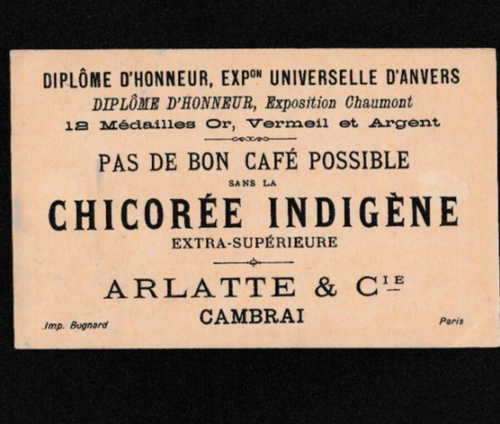 DIPLÔME D'HONNEUR, EXPON UNIVERSELLE D'ANVERS
DIPLÔME D'HONNEUR, Exposition Chaumont
12 Médailles Or, Vermeil et Argent
PAS DE BON CAFÉ POSSIBLE
SANS LA
CHICORÉE INDIGÈNE
EXTRA-SUPÉRIEURE
ARLATTE & CIE
CAMBRAI
Imp. Bognard Paris